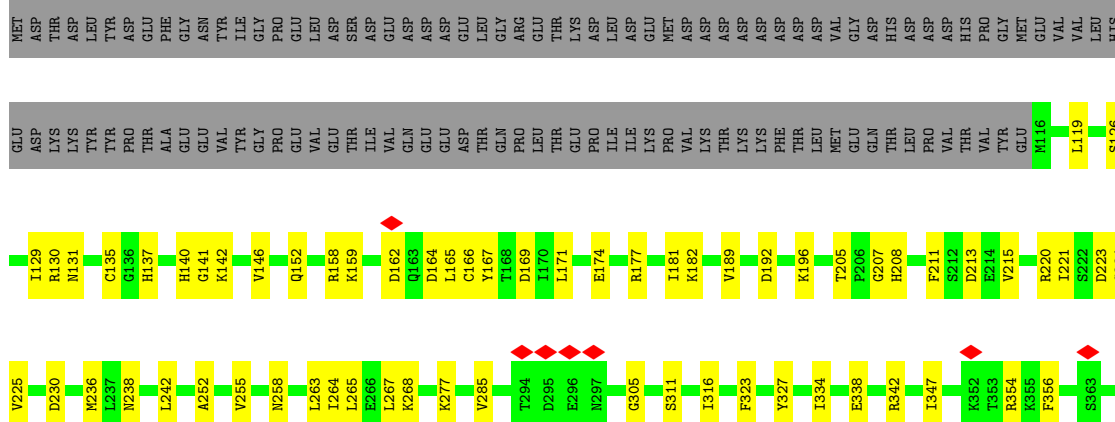 MET ASP THR ASP LEU TYR ASP GLU PHE GLY ASN TYR ILE GLY PRO GLU LEU ASP SER ASP GLU ASP ASP ASP GLU LEU GLY ARG GLU THR LYS ASP LEU ASP GLU MET ASP ASP ASP ASP VAL GLY ASP HIS ASP ASP ASP HIS PRO GLY MET GLU VAL VAL LEU HIS
GLU ASP LYS LYS TYR TYR PRO THR ALA GLU GLU VAL TYR GLY PRO GLU VAL GLU THR ILE VAL GLN GLU GLU ASP THR GLN PRO LEU THR GLU PRO ILE ILE LYS PRO VAL LYS THR LYS LYS PHE THR LEU MET GLU GLN THR LEU PRO VAL THR VAL TYR GLU M116 L119 S126
I129 R130 N131 C135 G136 H137 H140 G141 K142 V146 Q152 R158 K159 D162 Q163 D164 L165 C166 Y167 T168 D169 I170 L171 E174 R177 I181 K182 V189 D192 K196 T205 P206 G207 H208 F211 S212 D213 E214 V215 R220 I221 S222 D223
V225 D230 M236 L237 N238 L242 A252 V255 N258 L263 I264 L265 E266 L267 K268 K277 V285 T294 D295 E296 N297 G305 S311 I316 F323 Y327 I334 E338 R342 I347 K352 T353 R354 K355 F356 S363